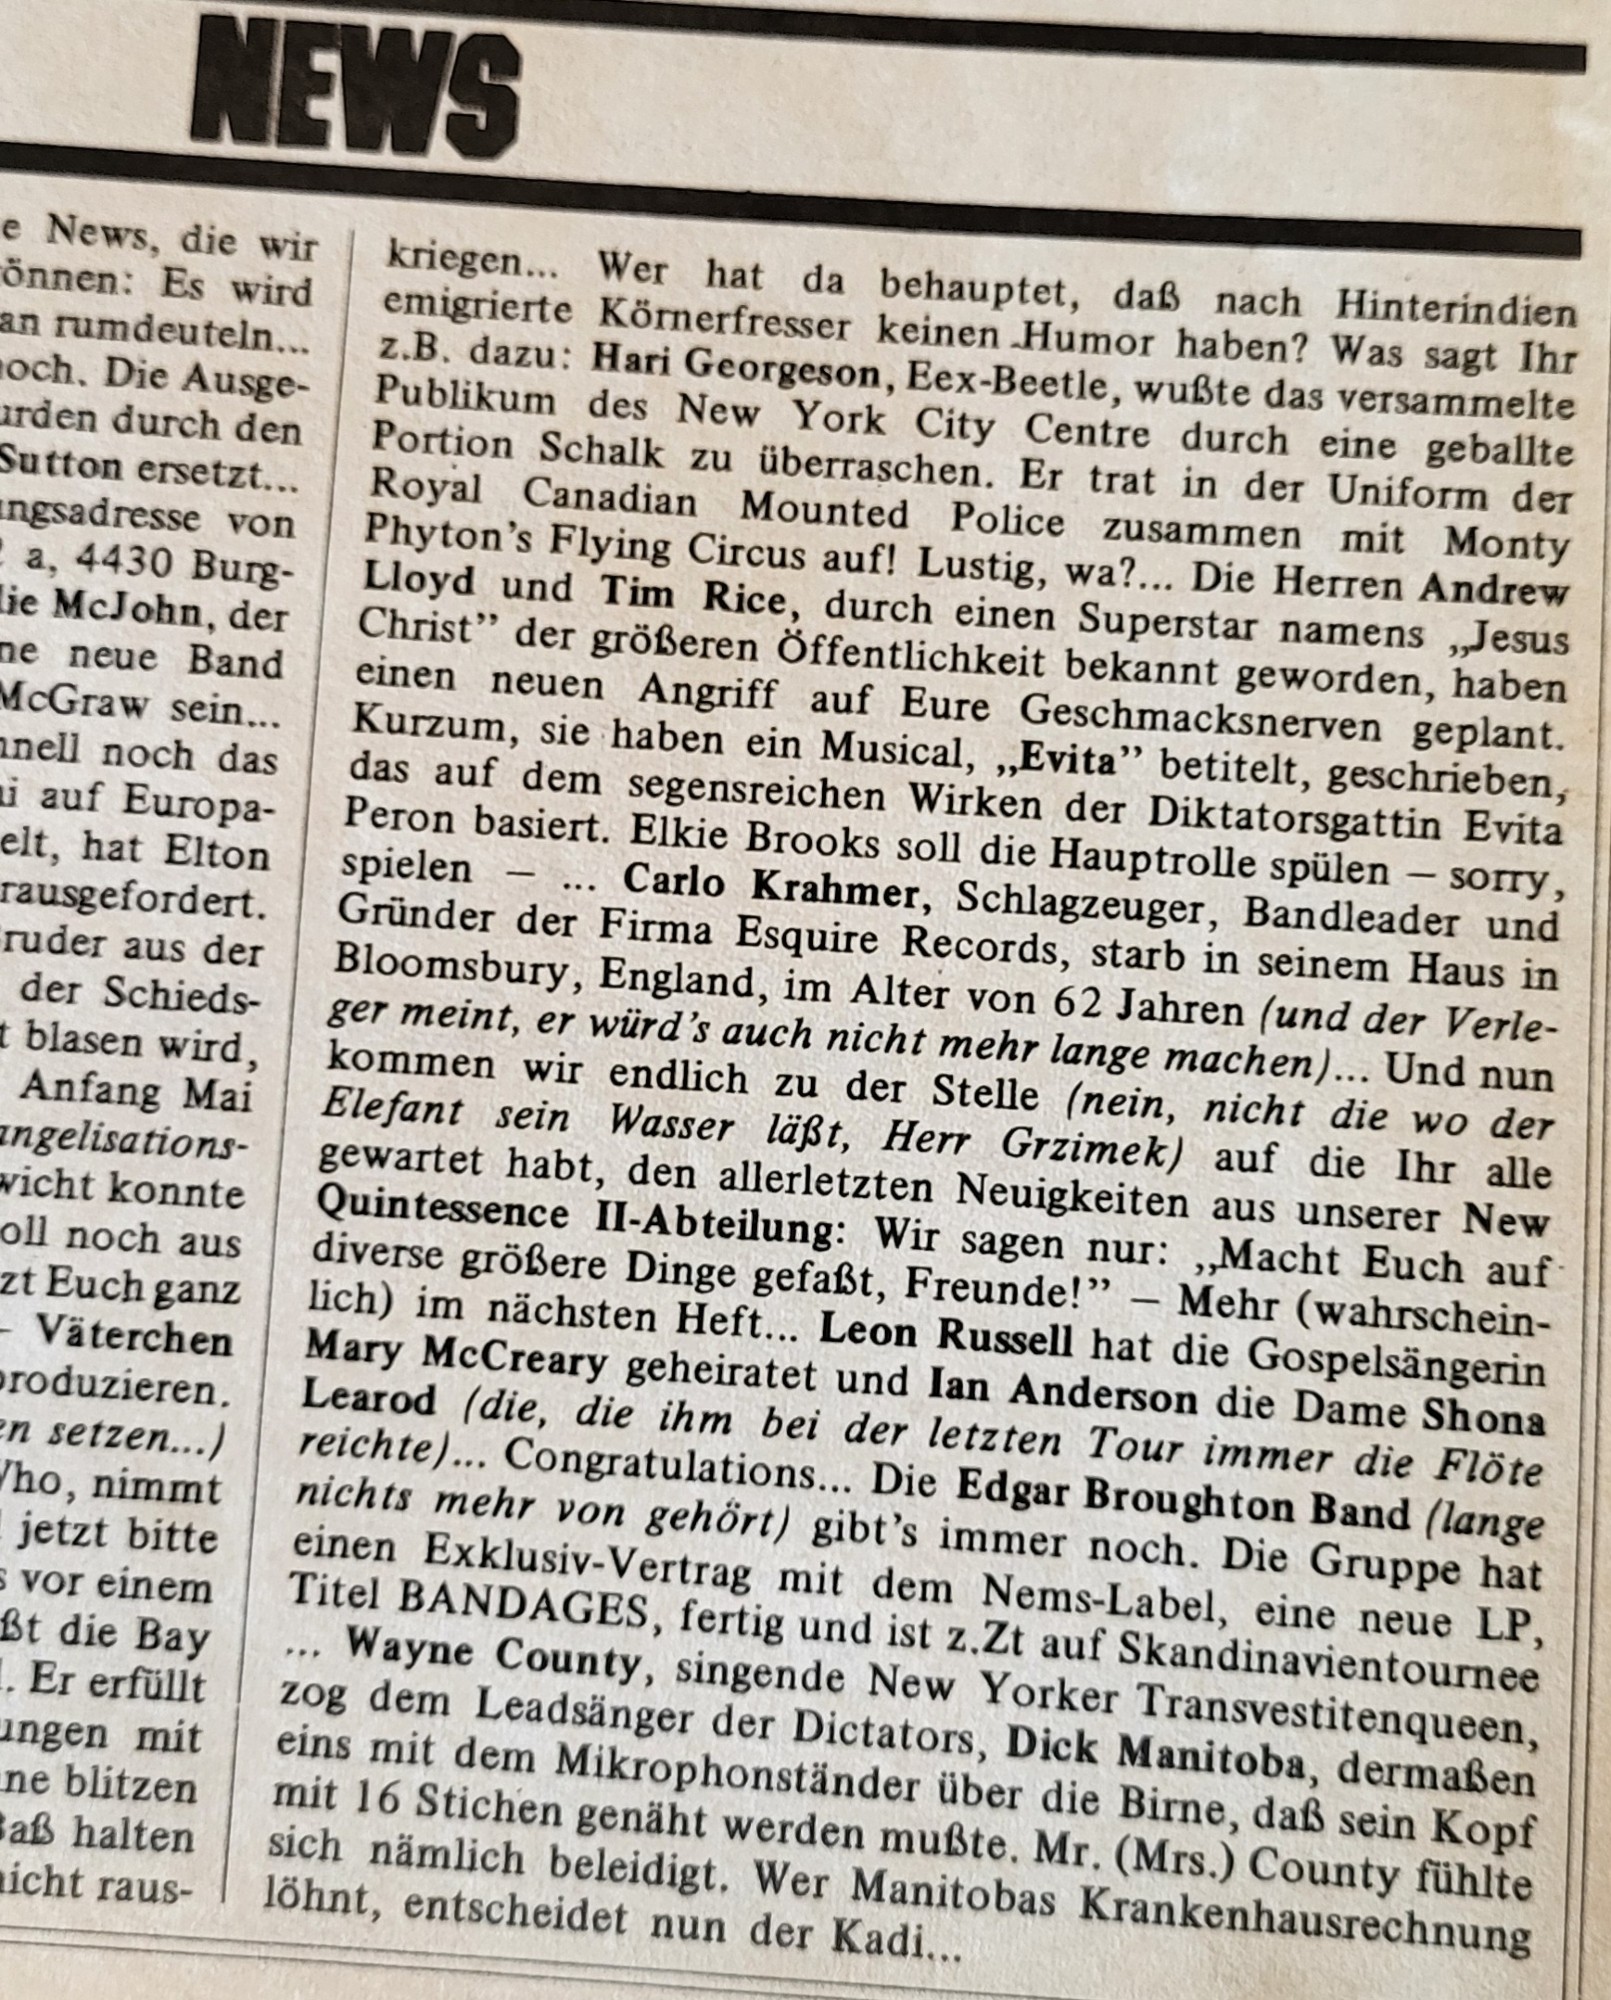 NEWS
e News, die wir
önnen: Es wird
an rumdeuteln...
noch. Die Ausge-
urden durch den
Sutton ersetzt...
ngsadresse von
a, 4430 Burg-
lie McJohn, der
ne neue Band
McGraw sein...
nell noch das
i auf Europa-
elt, hat Elton
rausgefordert.
ruder aus der
der Schieds-
t blasen wird,
Anfang Mai
angelisations-
wicht konnte
oll noch aus
zt Euch ganz
– Väterchen
produzieren.
en setzen...)
Who, nimmt
jetzt bitte
s vor einem
ßt die Bay
l. Er erfüllt
ungen mit
ne blitzen
Baß halten
nicht raus-
kriegen... Wer hat da behauptet, daß nach Hinterindien
emigrierte Körnerfresser keinen Humor haben? Was sagt Ihr
z.B. dazu: Hari Georgeson, Eex-Beetle, wußte das versammelte
Publikum des New York City Centre durch eine geballte
Portion Schalk zu überraschen. Er trat in der Uniform der
Royal Canadian Mounted Police zusammen mit Monty
Phyton's Flying Circus auf! Lustig, wa?... Die Herren Andrew
Lloyd und Tim Rice, durch einen Superstar namens „Jesus
Christ” der größeren Öffentlichkeit bekannt geworden, haben
einen neuen Angriff auf Eure Geschmacksnerven geplant.
Kurzum, sie haben ein Musical, „Evita” betitelt, geschrieben,
das auf dem segensreichen Wirken der Diktatorsgattin Evita
Peron basiert. Elkie Brooks soll die Hauptrolle spülen – sorry,
spielen – ... Carlo Krahmer, Schlagzeuger, Bandleader und
Gründer der Firma Esquire Records, starb in seinem Haus in
Bloomsbury, England, im Alter von 62 Jahren (und der Verle-
ger meint, er würd's auch nicht mehr lange machen)... Und nun
kommen wir endlich zu der Stelle (nein, nicht die wo der
Elefant sein Wasser läßt, Herr Grzimek) auf die Ihr alle
gewartet habt, den allerletzten Neuigkeiten aus unserer New
Quintessence II-Abteilung: Wir sagen nur: „Macht Euch auf
diverse größere Dinge gefaßt, Freunde!” – Mehr (wahrschein-
lich) im nächsten Heft... Leon Russell hat die Gospelsängerin
Mary McCreary geheiratet und Ian Anderson die Dame Shona
Learod (die, die ihm bei der letzten Tour immer die Flöte
reichte)... Congratulations... Die Edgar Broughton Band (lange
nichts mehr von gehört) gibt's immer noch. Die Gruppe hat
einen Exklusiv-Vertrag mit dem Nems-Label, eine neue LP,
Titel BANDAGES, fertig und ist z.Zt auf Skandinavientournee
... Wayne County, singende New Yorker Transvestitenqueen,
zog dem Leadsänger der Dictators, Dick Manitoba, dermaßen
eins mit dem Mikrophonständer über die Birne, daß sein Kopf
mit 16 Stichen genäht werden mußte. Mr. (Mrs.) County fühlte
sich nämlich beleidigt. Wer Manitobas Krankenhausrechnung
löhnt, entscheidet nun der Kadi...